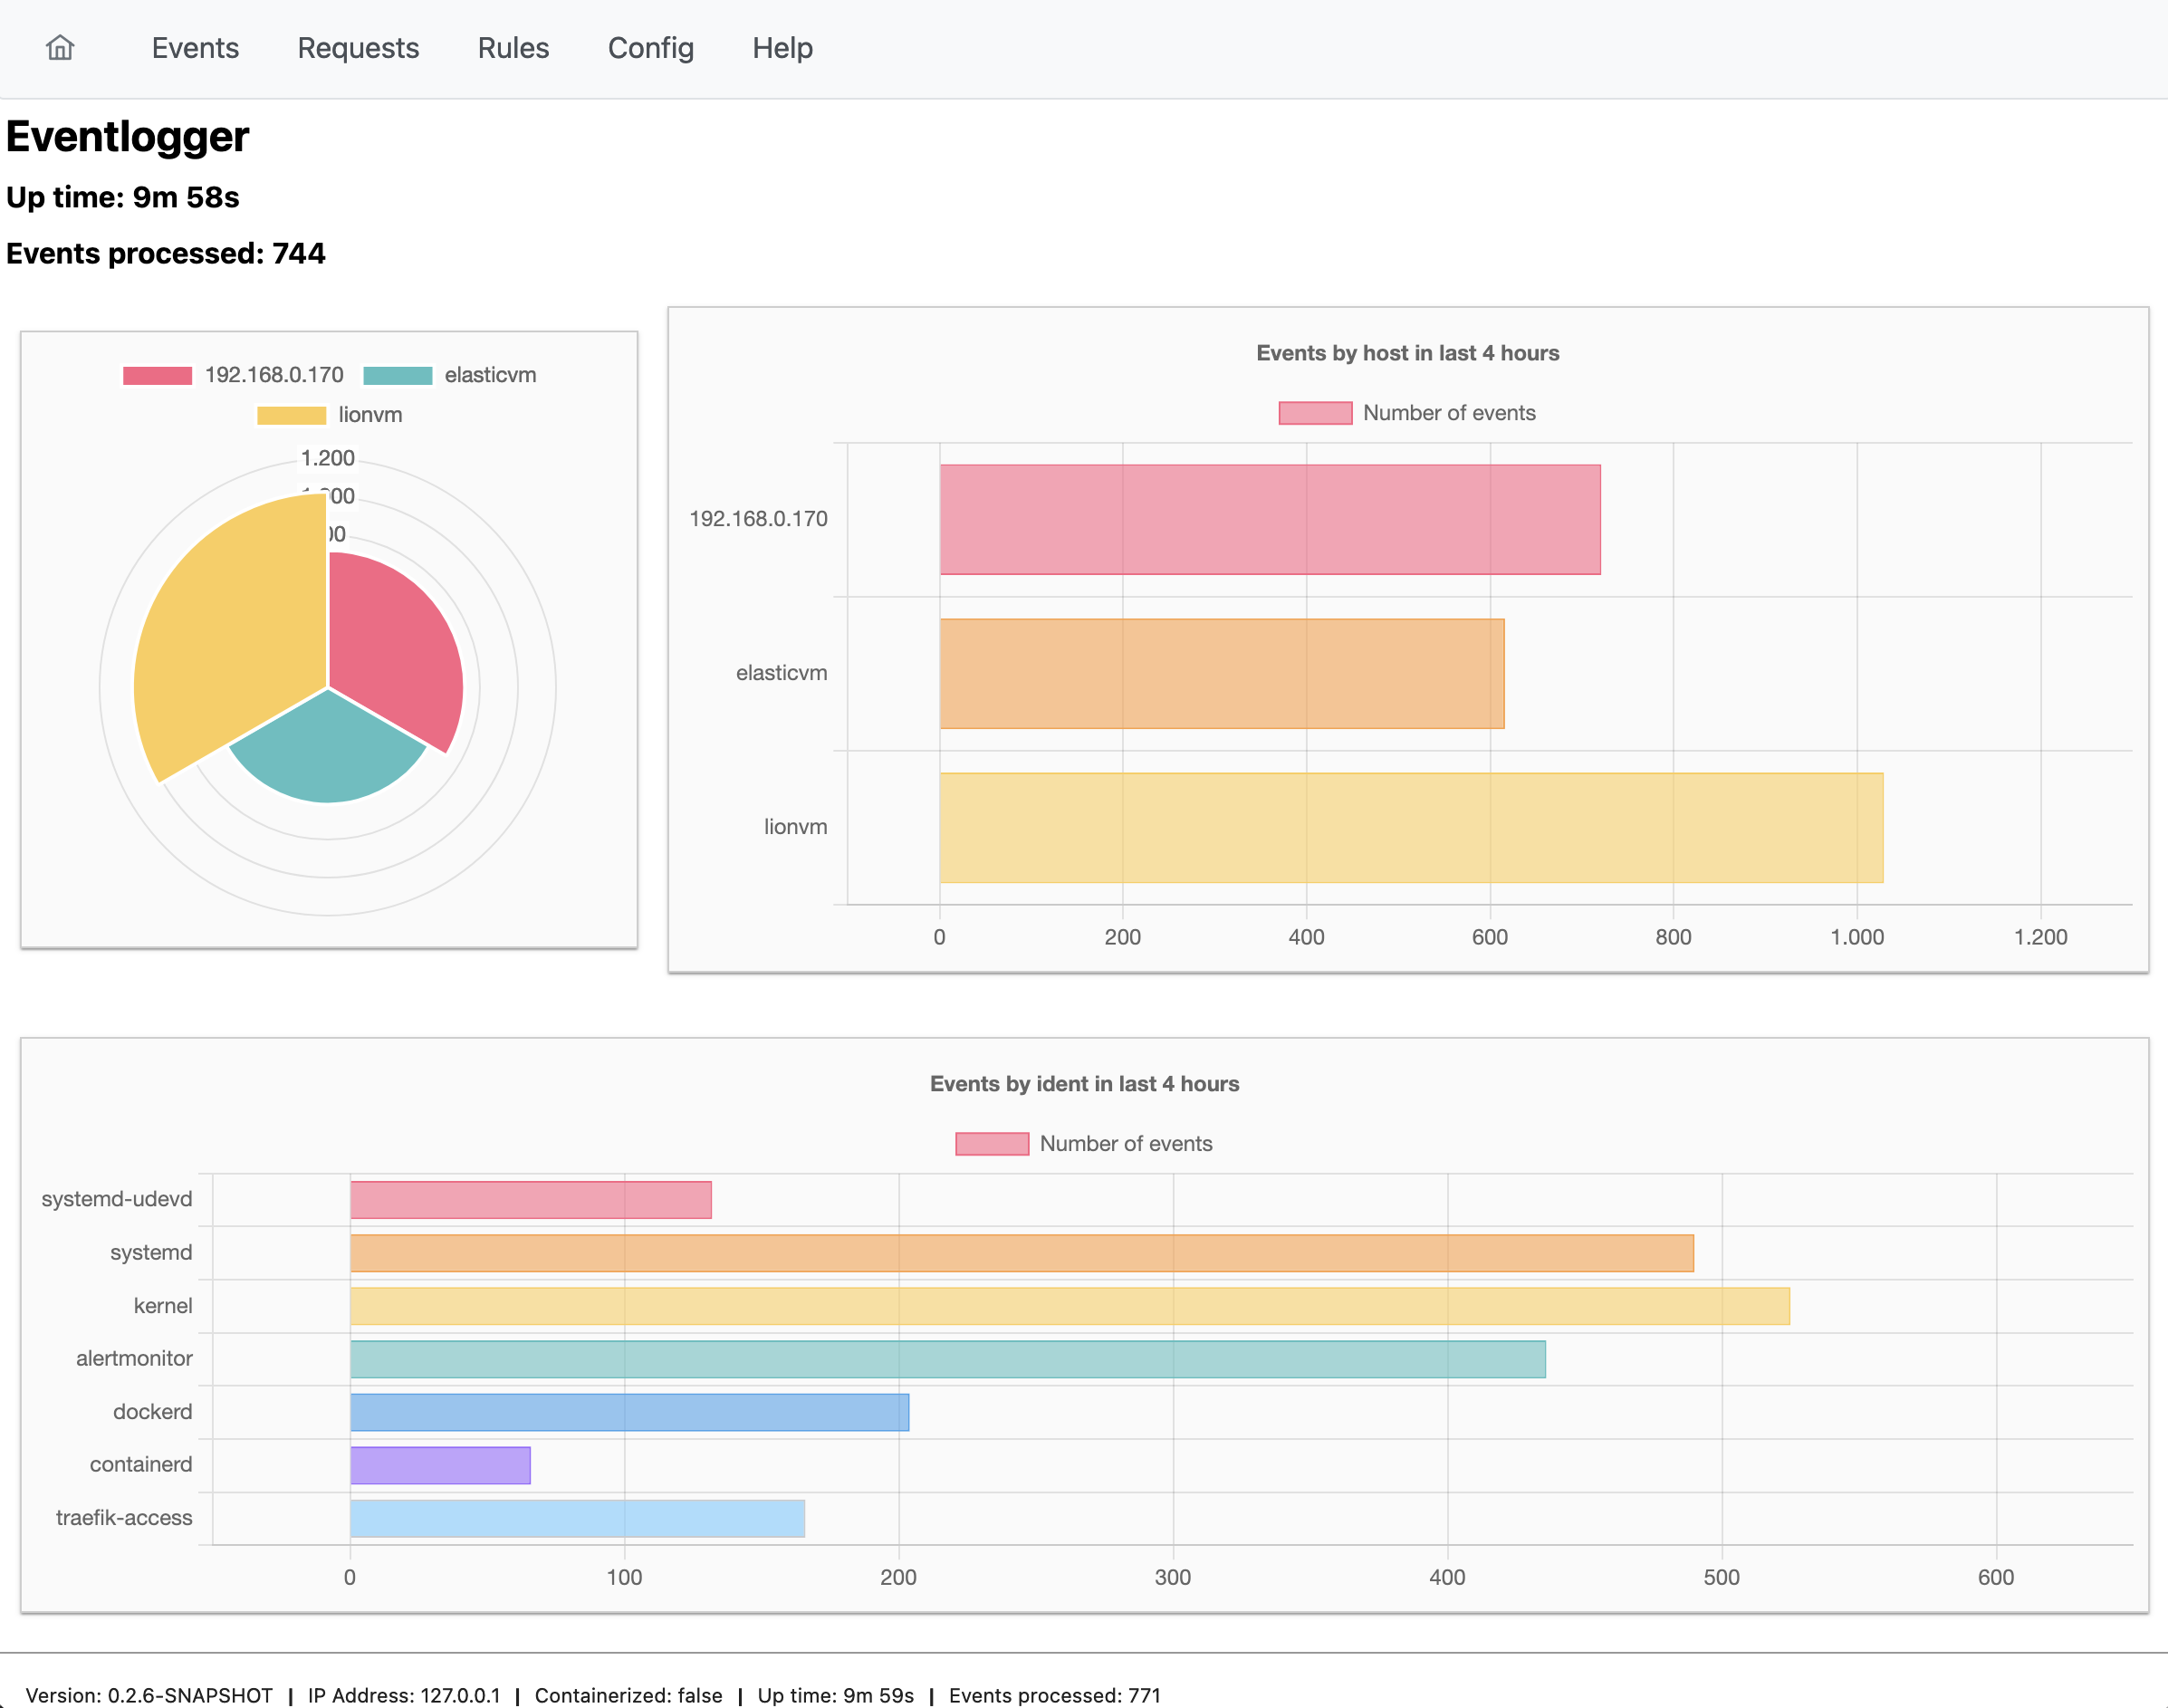 Events Requests Rules Config Help
Eventlogger
Up time: 9m 58s
Events processed: 744
192.168.0.170 elasticvm
lionvm
1.200
Events by host in last 4 hours
Number of events
192.168.0.170
elasticvm
lionvm
0 200 400 600 800 1.000 1.200
Events by ident in last 4 hours
Number of events
systemd-udevd
systemd
kernel
alertmonitor
dockerd
containerd
traefik-access
0 100 200 300 400 500 600
Version: 0.2.6-SNAPSHOT | IP Address: 127.0.0.1 | Containerized: false | Up time: 9m 59s | Events processed: 771